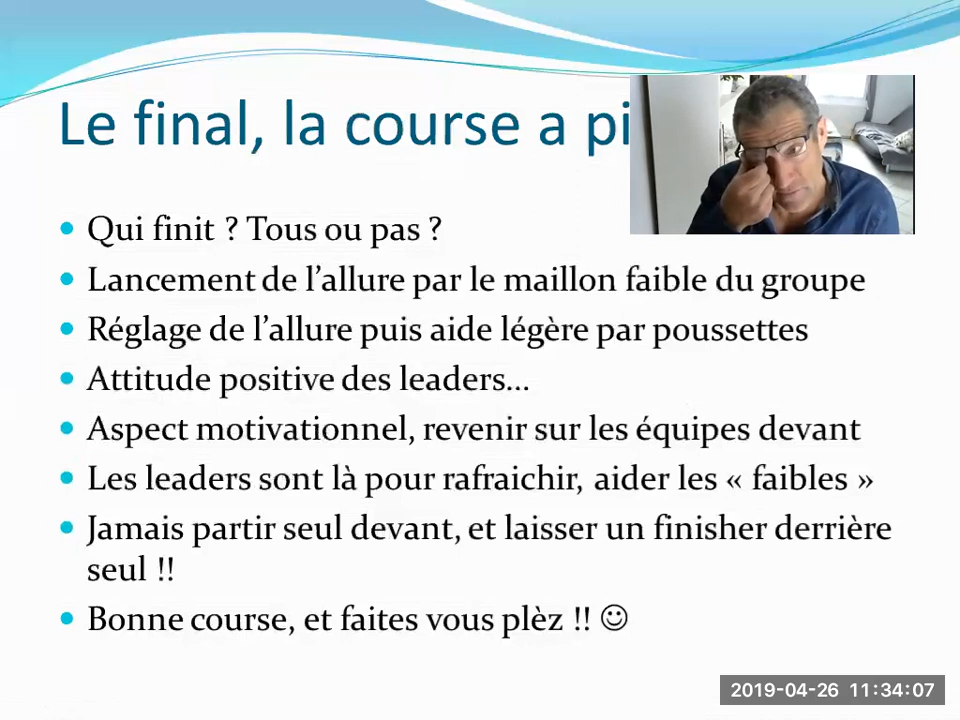 Le final, la course a pi
• Qui finit ? Tous ou pas ?
• Lancement de l’allure par le maillon faible du groupe
• Réglage de l’allure puis aide légère par poussettes
• Attitude positive des leaders…
• Aspect motivationnel, revenir sur les équipes devant
• Les leaders sont là pour rafraichir, aider les « faibles »
• Jamais partir seul devant, et laisser un finisher derrière
seul !!
• Bonne course, et faites vous plèz !! ☺
2019-04-26 11:34:07